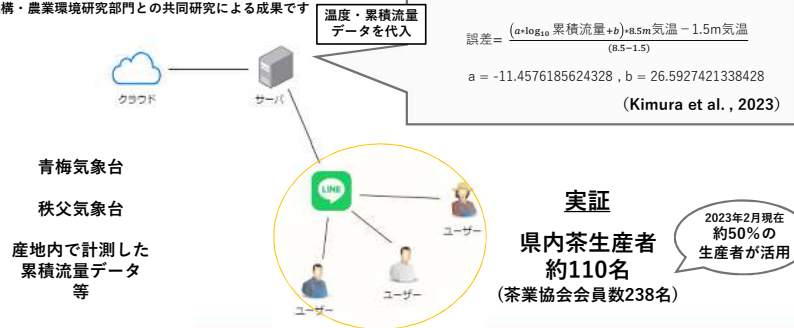 構・農業環境研究部門との共同研究による成果です
温度・累積流量
データを代入
誤差= (a*log₁₀ 累積流量+b)*8.5m気温 − 1.5m気温 / (8.5−1.5)
a = -11.4576185624328 , b = 26.5927421338428
(Kimura et al. , 2023)
クラウド
サーバ
青梅気象台
秩父気象台
産地内で計測した
累積流量データ
等
LINE
ユーザー
ユーザー
ユーザー
実証
県内茶生産者
約110名
(茶業協会会員数238名)
2023年2月現在
約50%の
生産者が活用